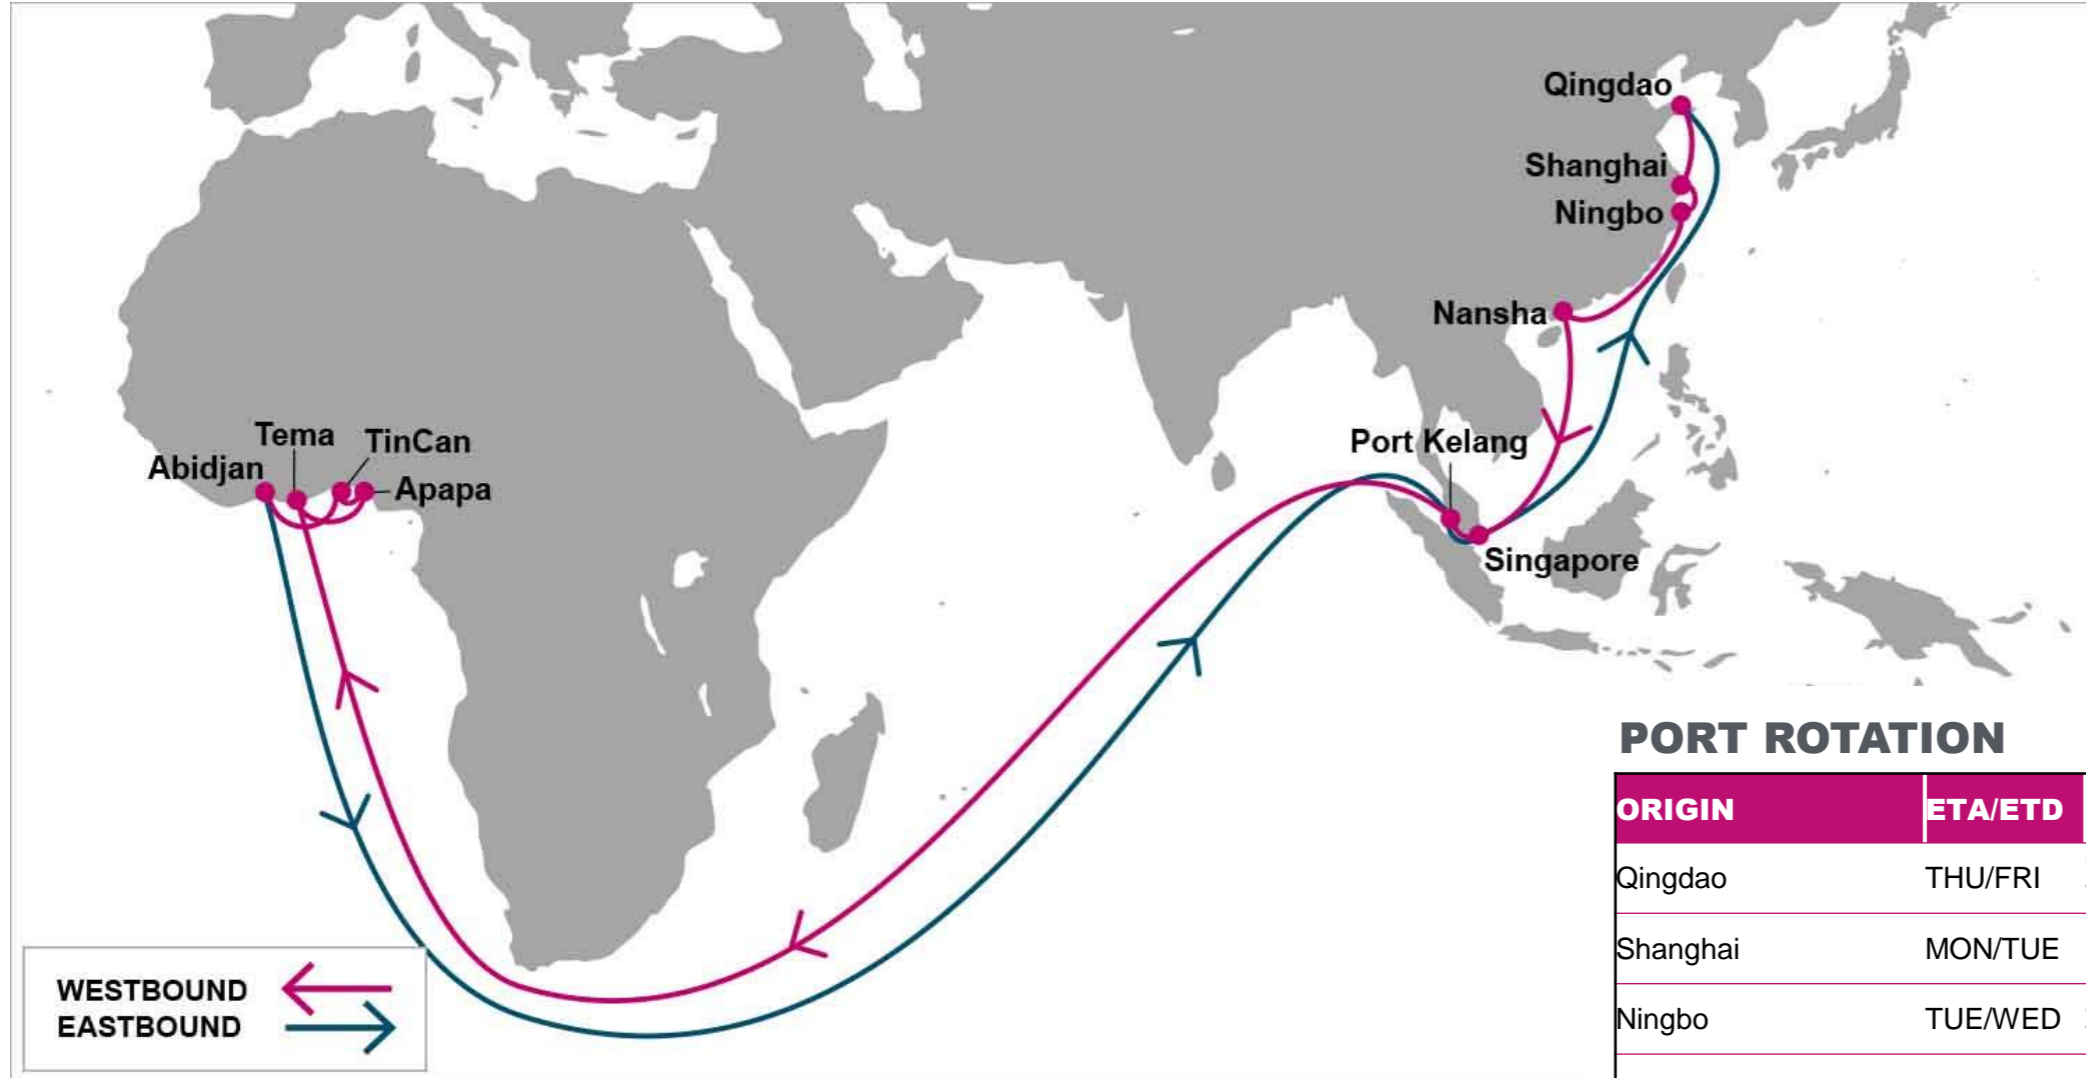 Qingdao
Shanghai
Ningbo
Nansha
Port Kelang
Singapore
Tema
TinCan
Abidjan
Apapa
WESTBOUND
EASTBOUND
PORT ROTATION
ORIGIN ETA/ETD
Qingdao THU/FRI
Shanghai MON/TUE
Ningbo TUE/WED